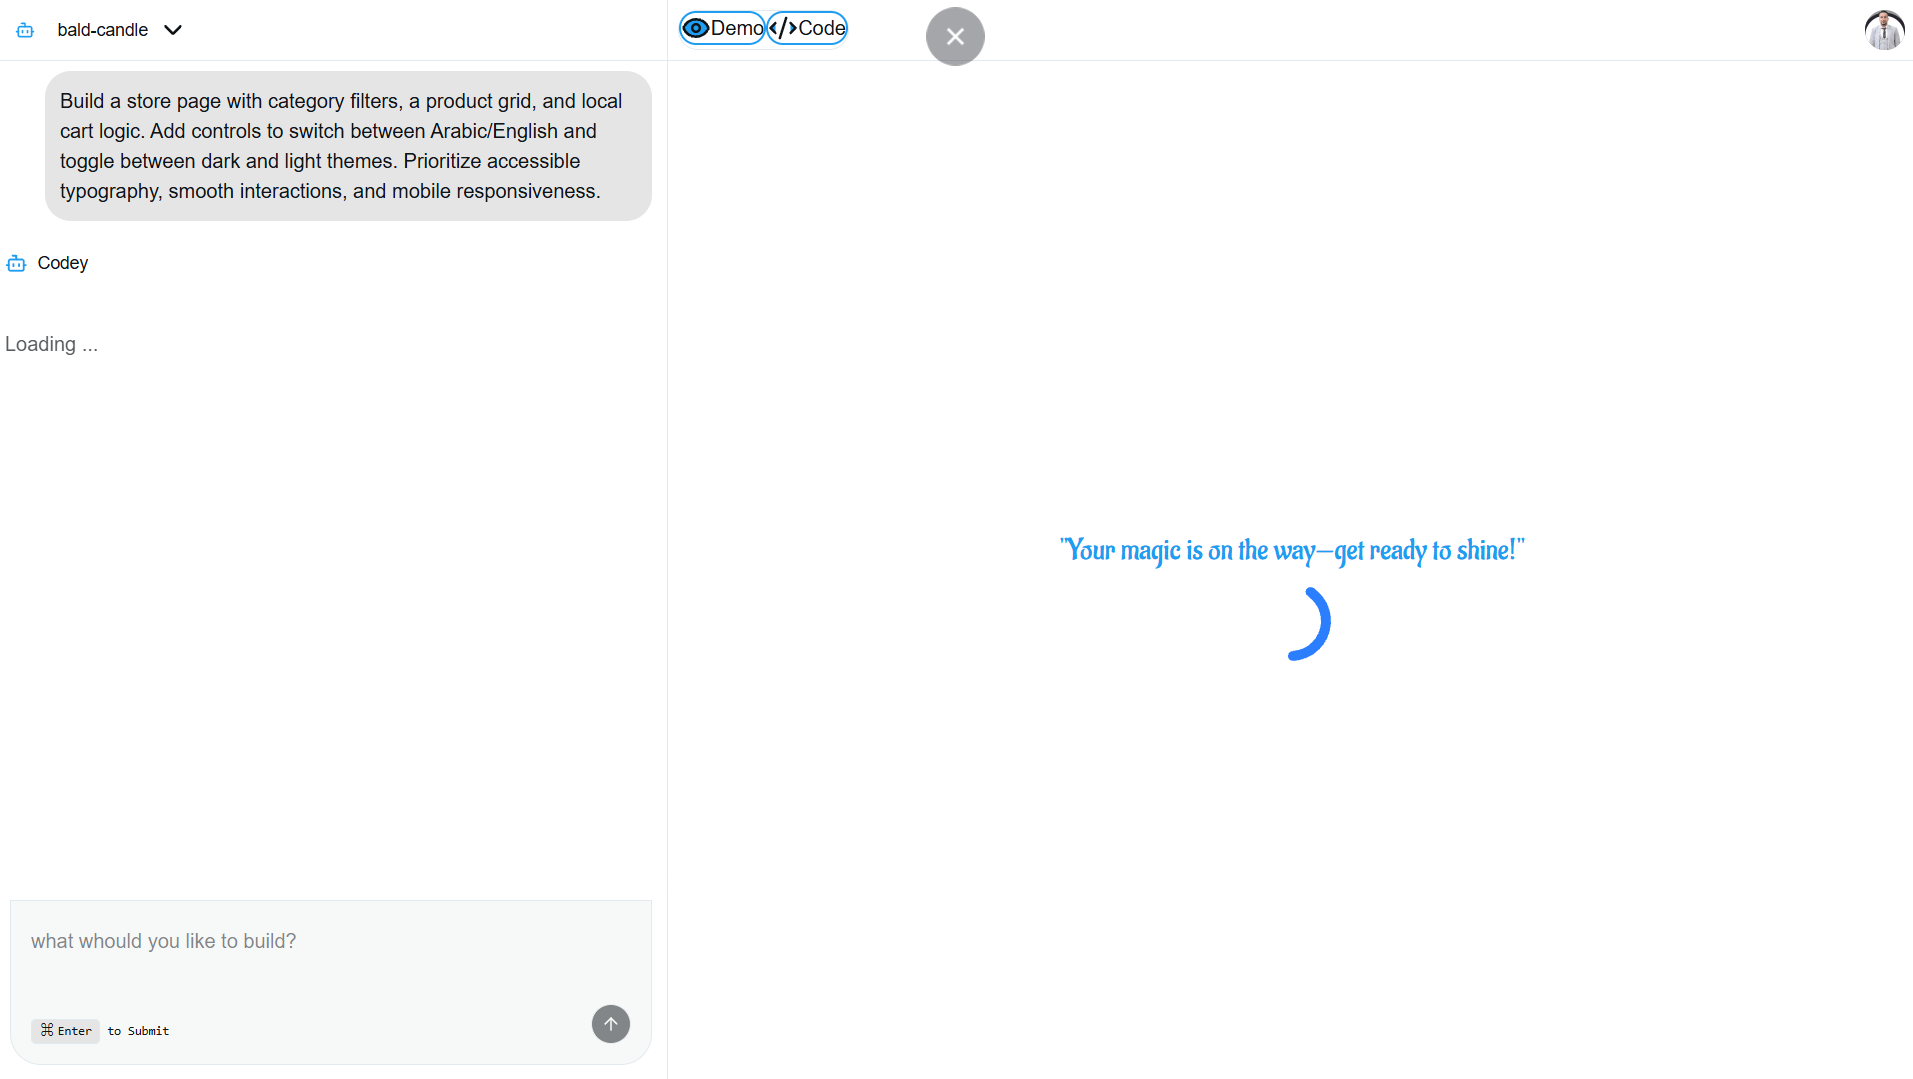 bald-candle
Demo
Code
Build a store page with category filters, a product grid, and local
cart logic. Add controls to switch between Arabic/English and
toggle between dark and light themes. Prioritize accessible
typography, smooth interactions, and mobile responsiveness.
Codey
Loading ...
"Your magic is on the way—get ready to shine!"
what whould you like to build?
⌘ Enter to Submit